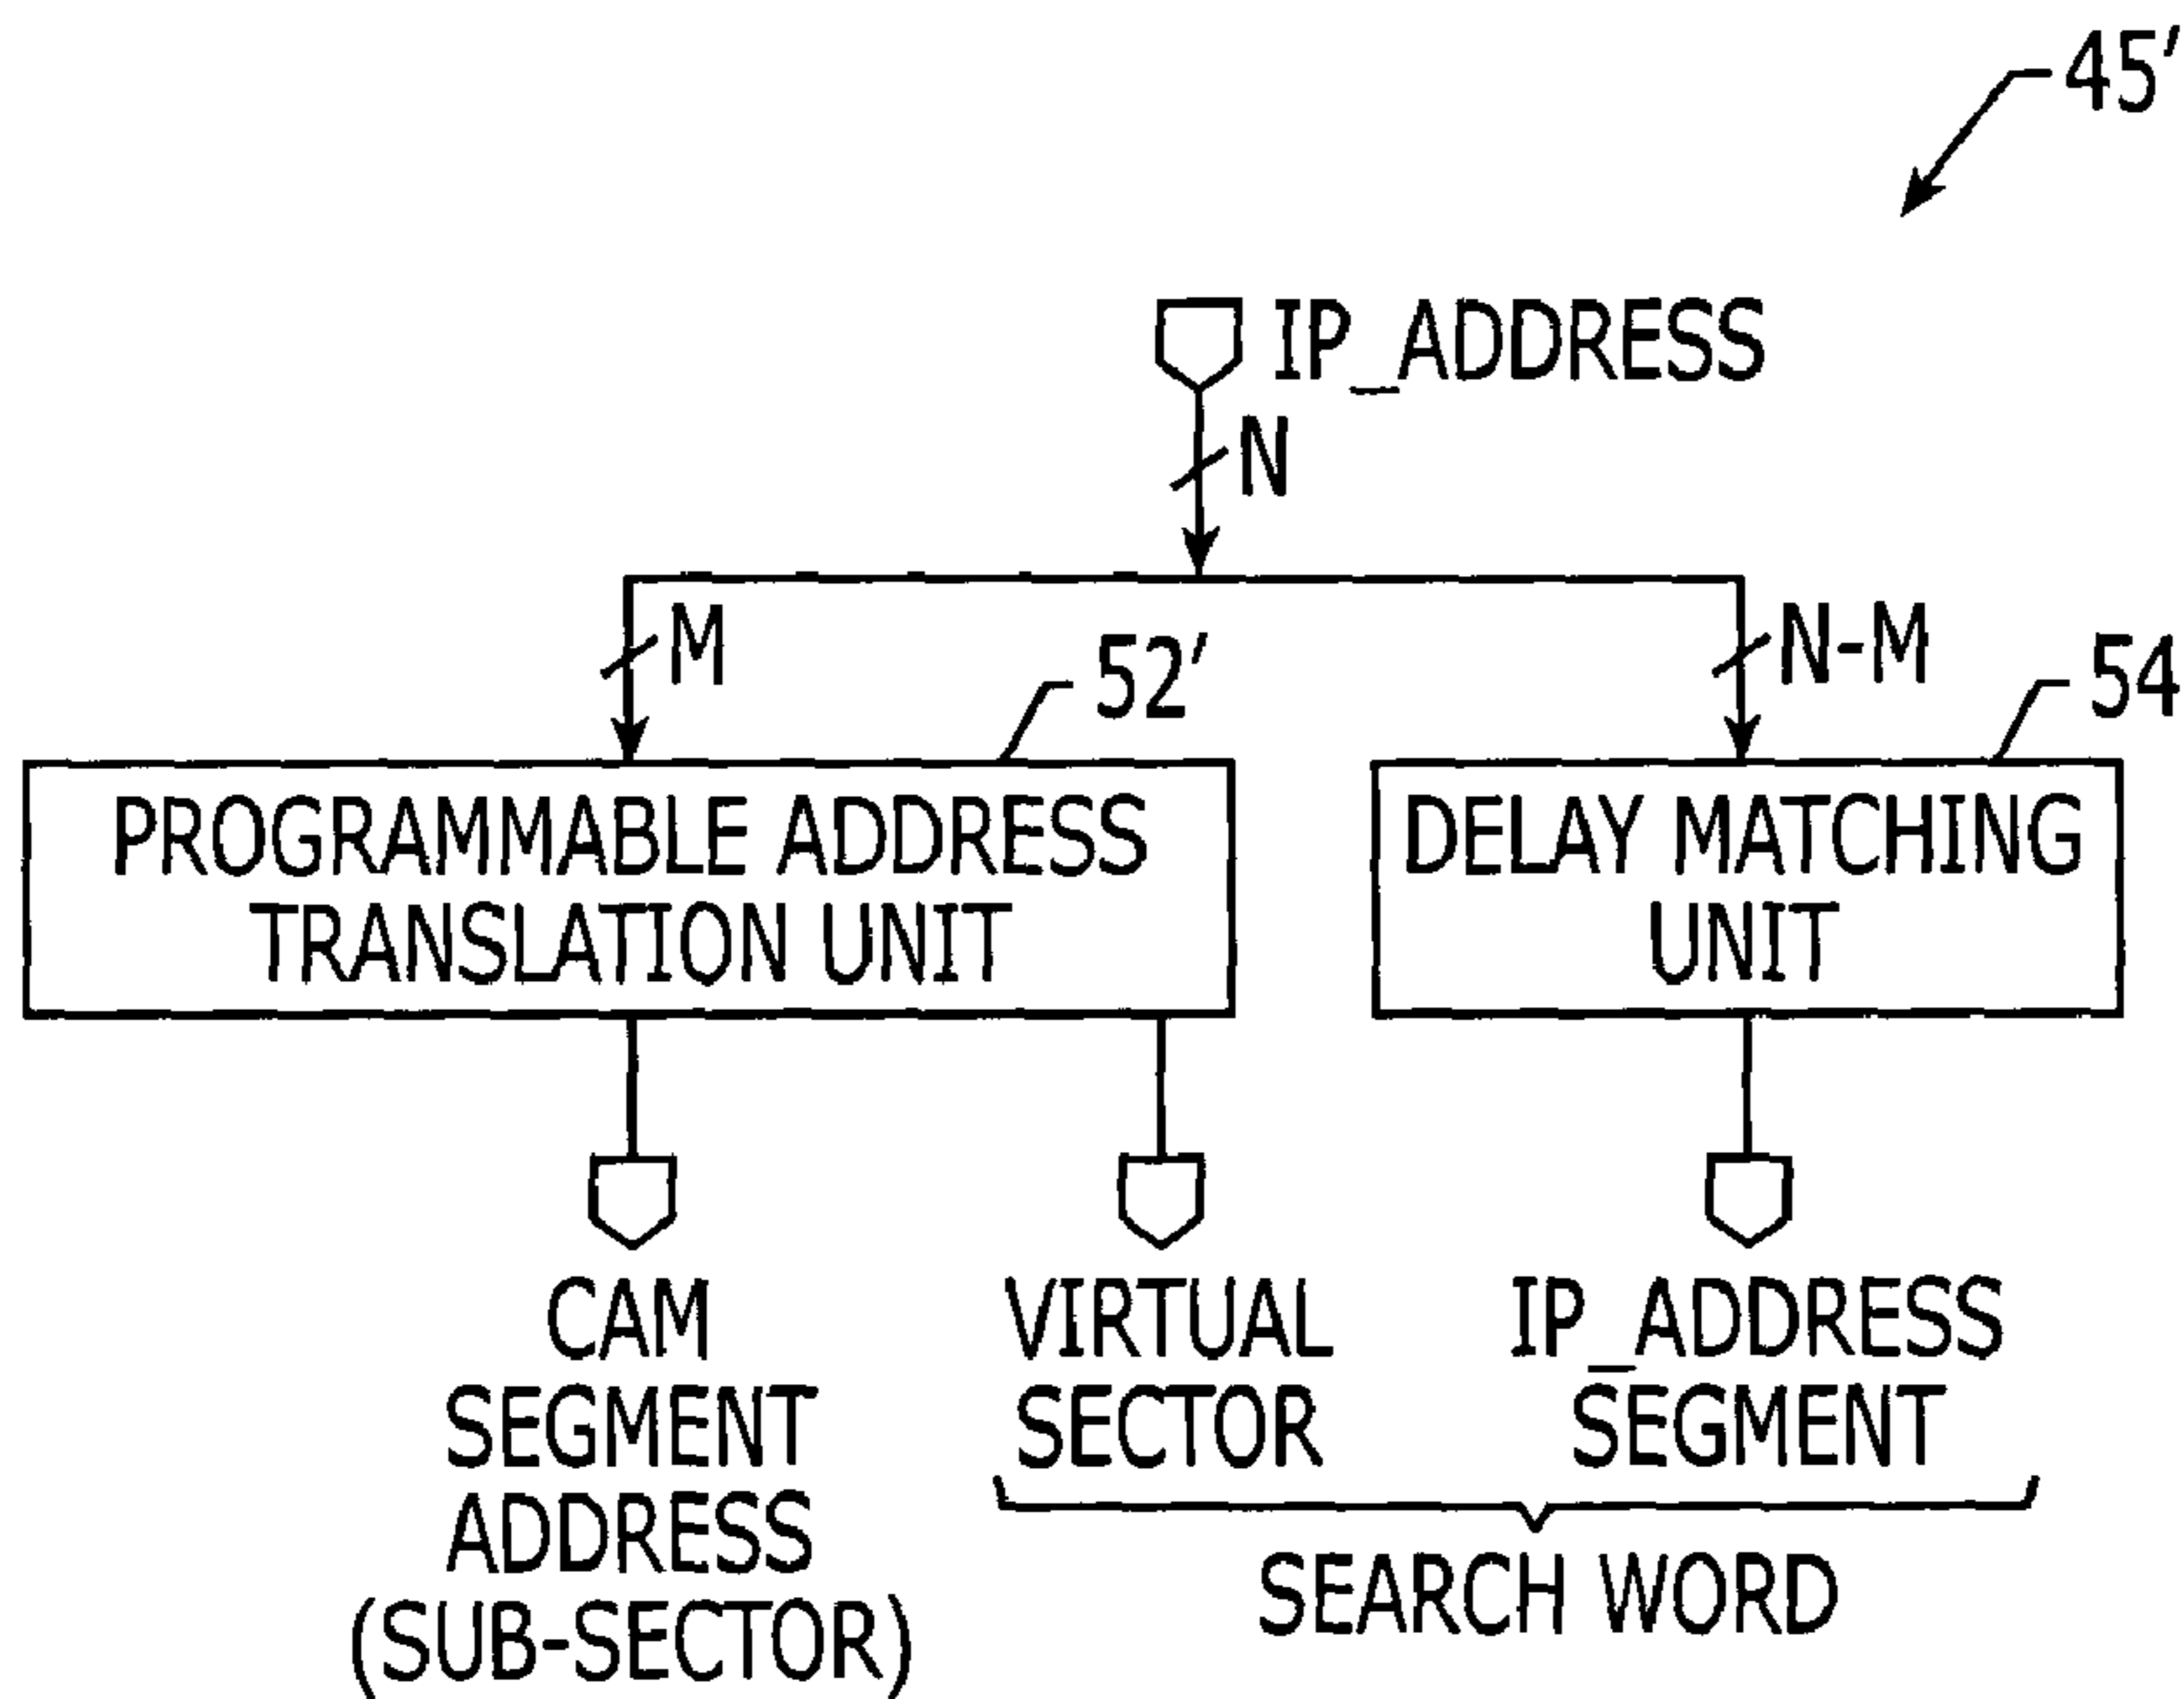 45'
IP_ADDRESS
N
M
N-M
52'
54
PROGRAMMABLE ADDRESS
TRANSLATION UNIT
DELAY MATCHING
UNIT
CAM
SEGMENT
ADDRESS
(SUB-SECTOR)
VIRTUAL
SECTOR
IP_ADDRESS
SEGMENT
SEARCH WORD